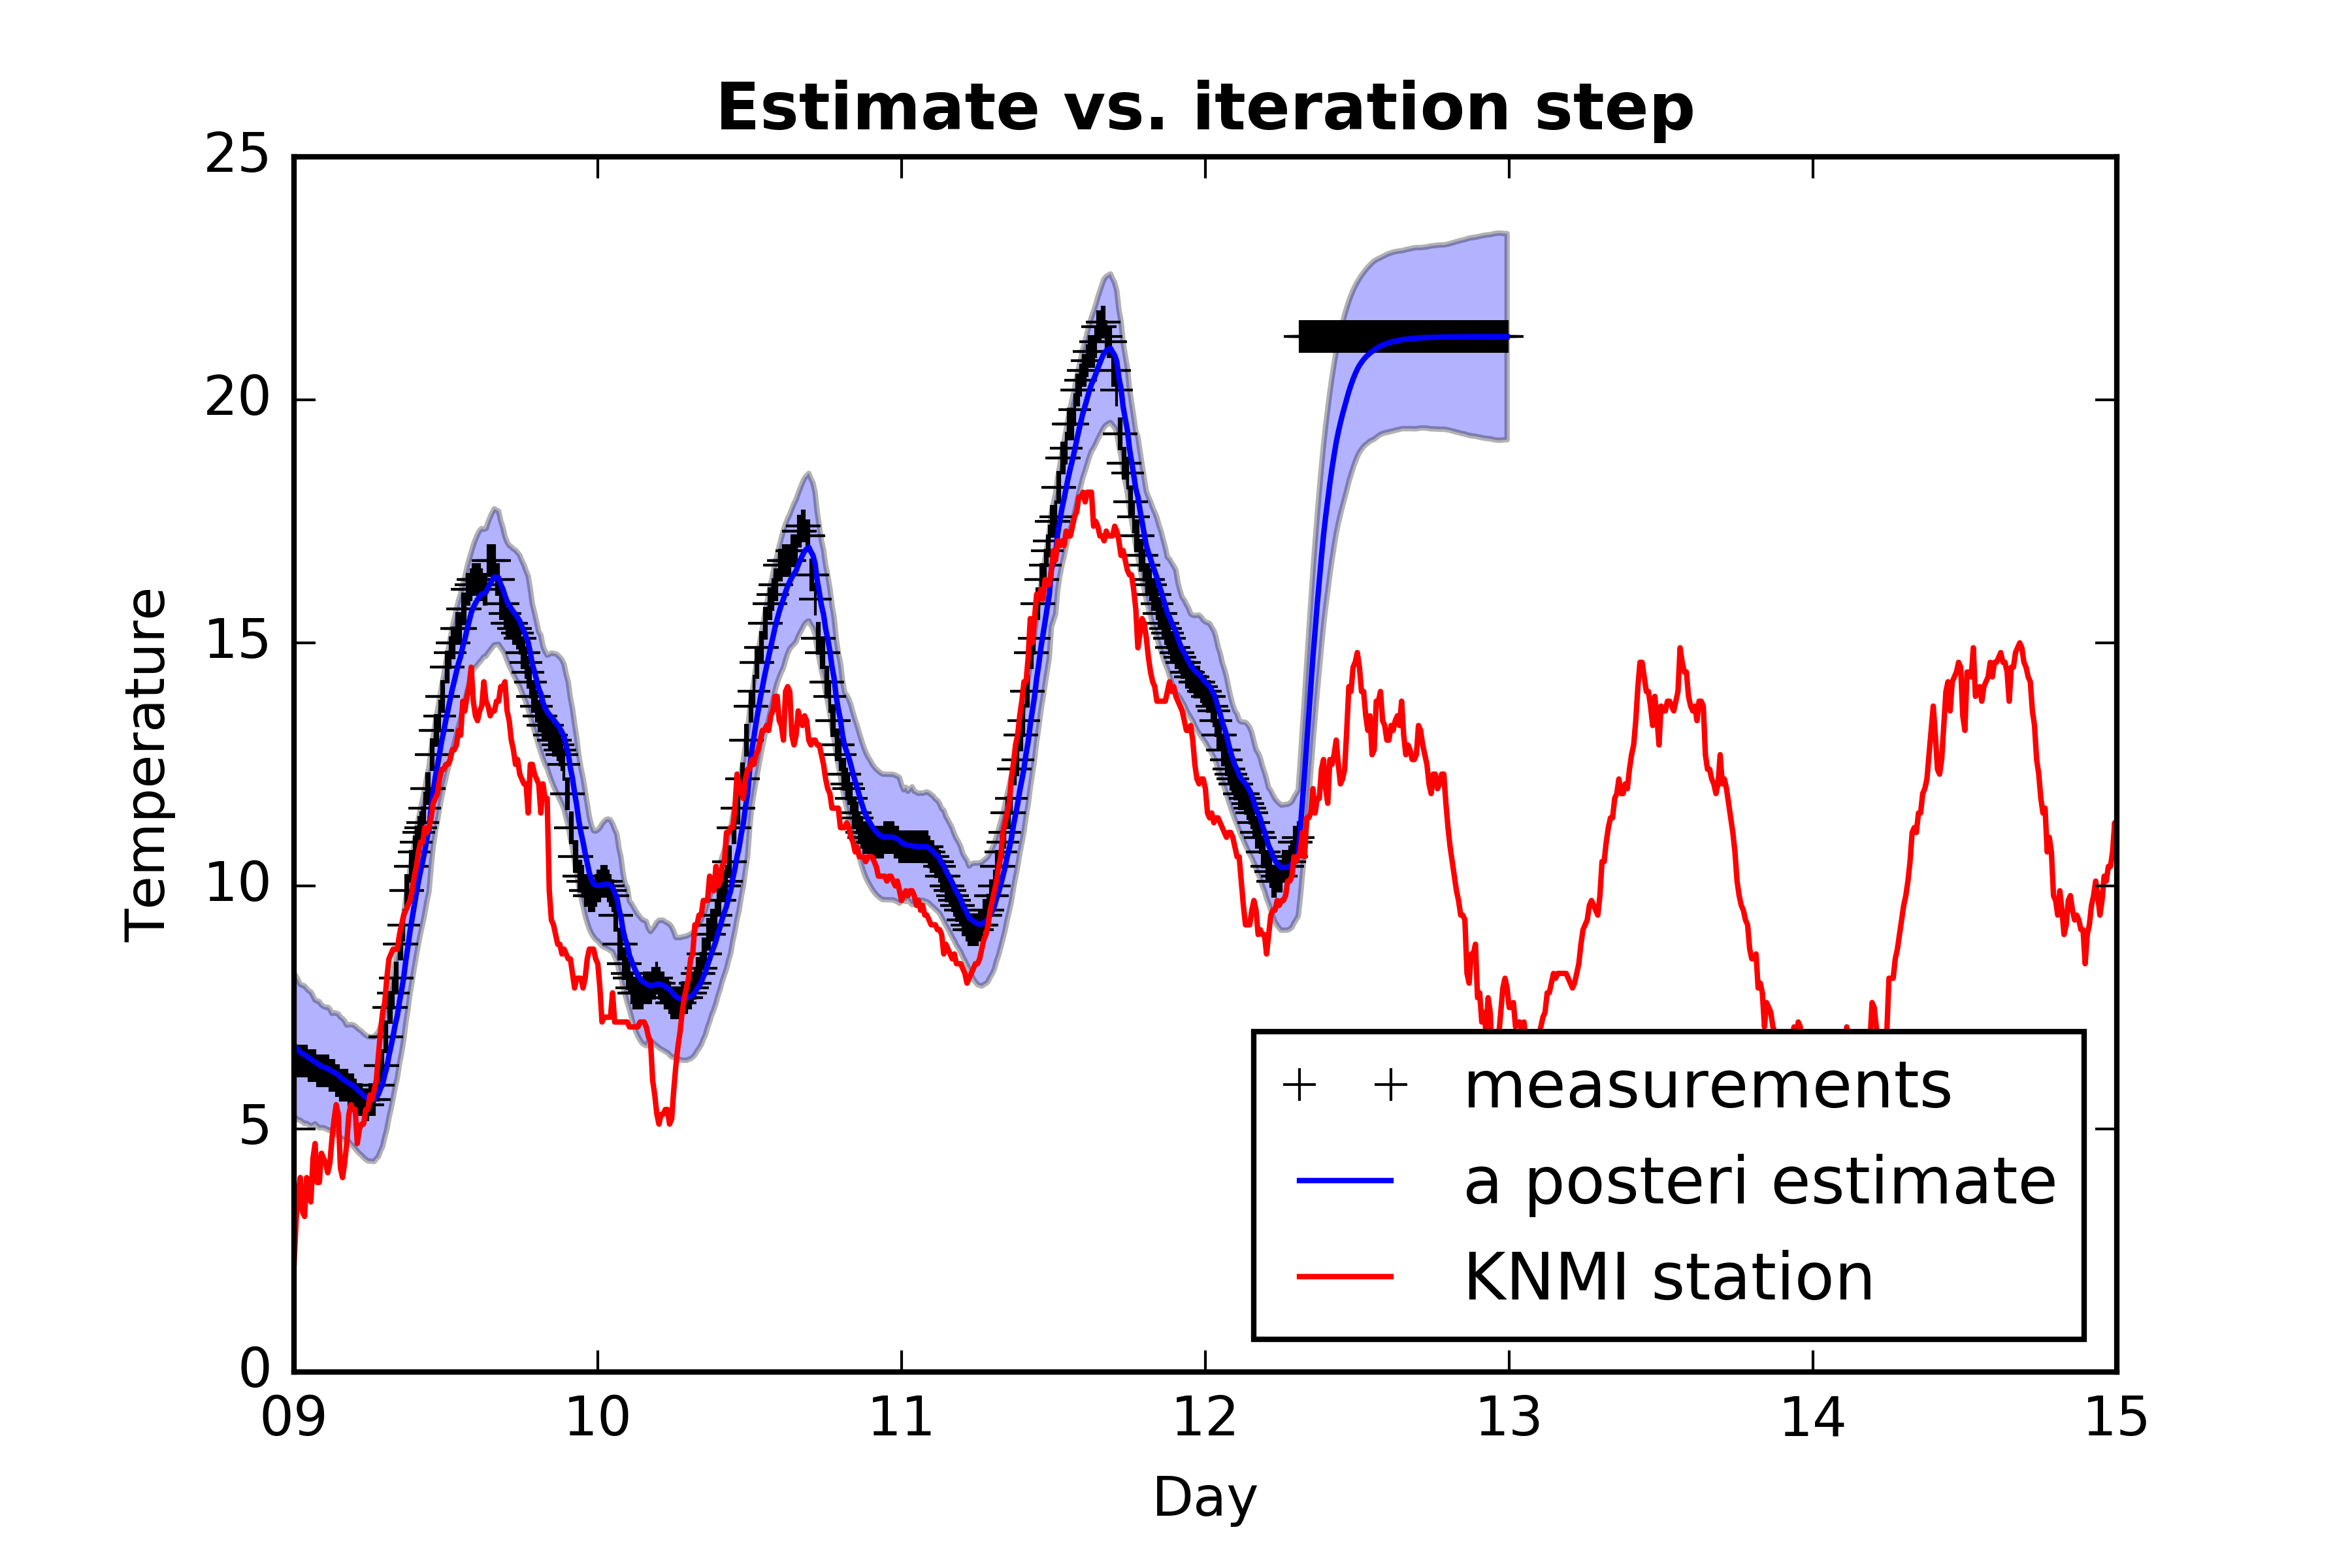 Estimate vs. iteration step
25
20
15
10
5
0
Temperature
09 10 11 12 13 14 15
Day
measurements
a posteri estimate
KNMI station